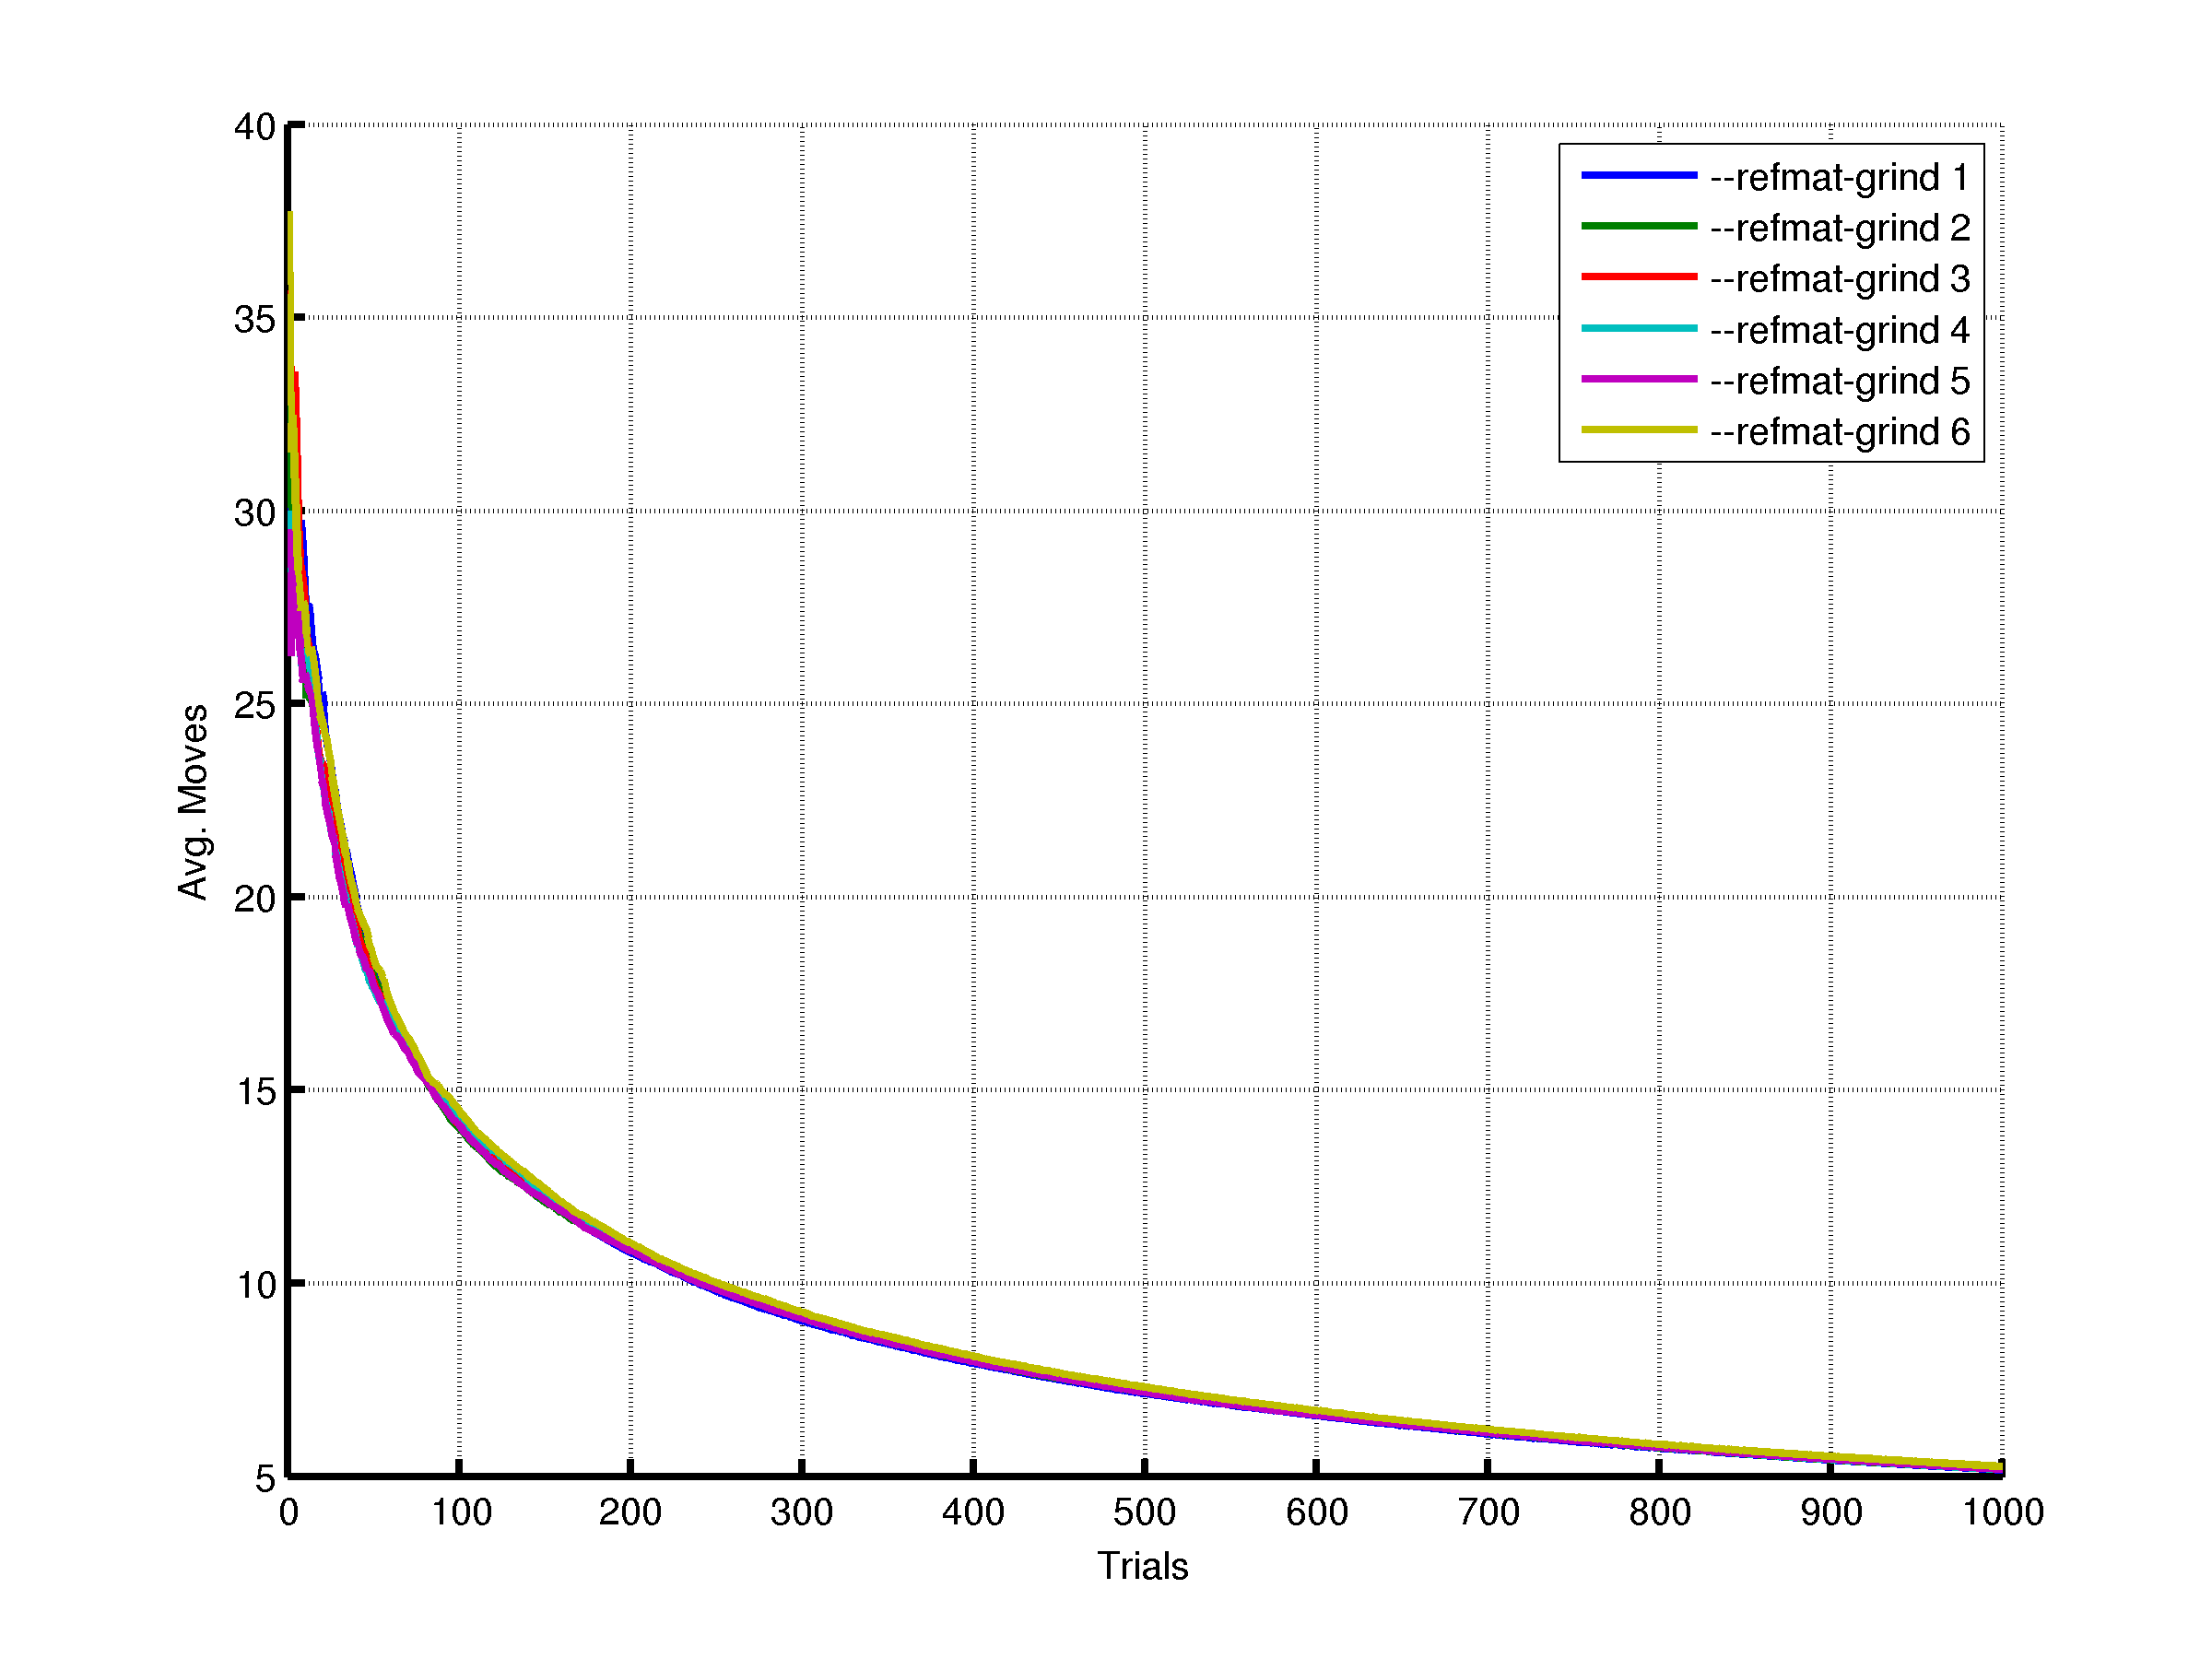 40
35
30
25
20
15
10
5
Avg. Moves
0 100 200 300 400 500 600 700 800 900 1000
Trials
--refmat-grind 1
--refmat-grind 2
--refmat-grind 3
--refmat-grind 4
--refmat-grind 5
--refmat-grind 6